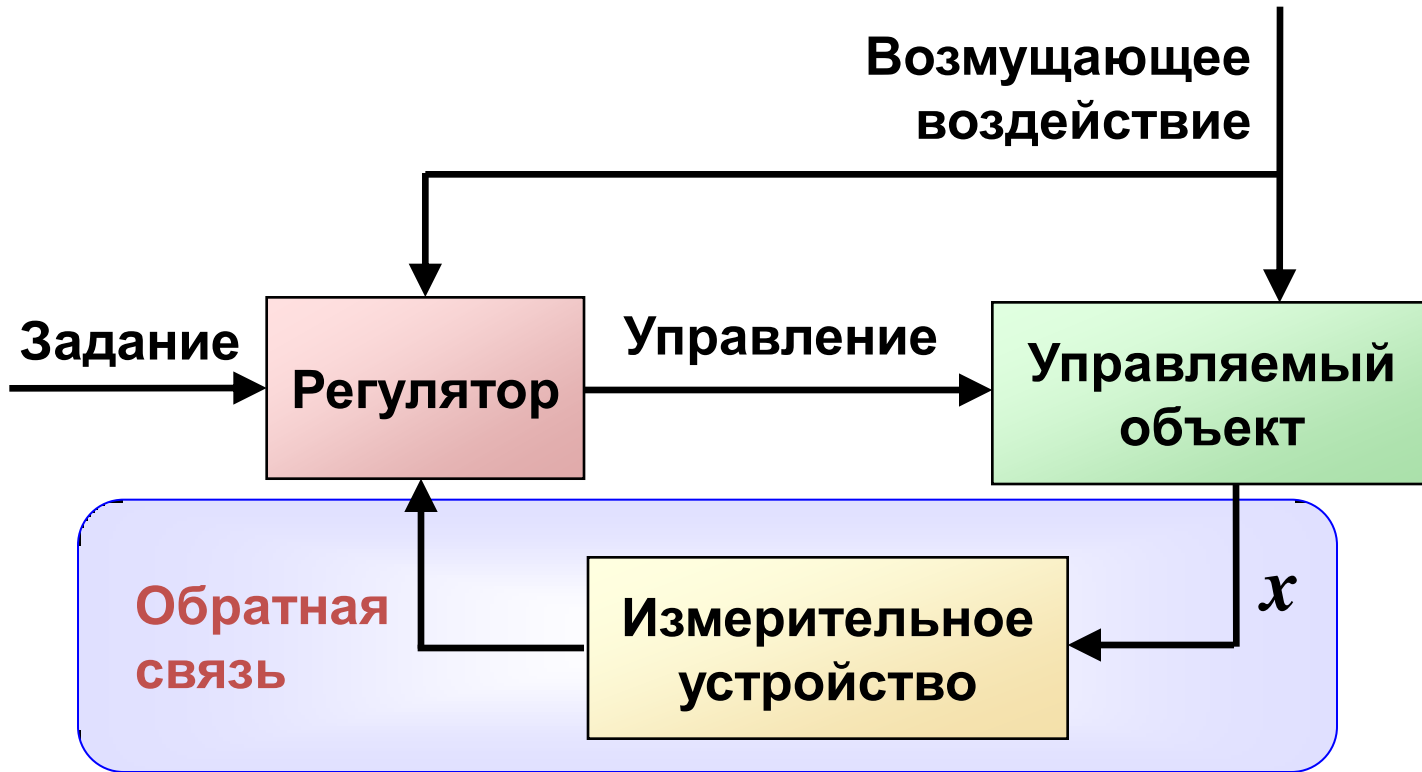 Возмущающее
воздействие
Задание
Управление
Регулятор
Управляемый
объект
Обратная
связь
Измерительное
устройство
x